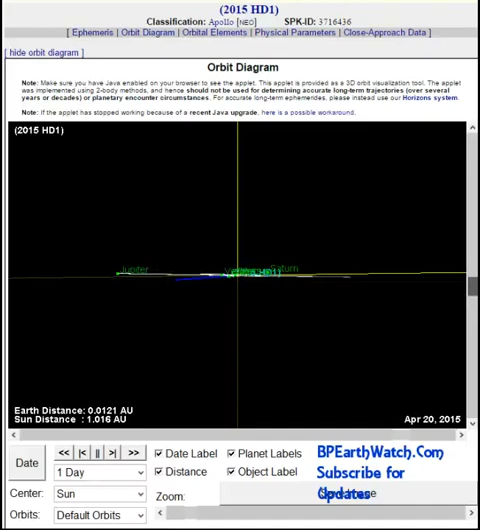 (2015 HD1)
Classification: Apollo [NEO] SPK-ID: 3716436
[ Ephemeris | Orbit Diagram | Orbital Elements | Physical Parameters | Close-Approach Data ]
[ hide orbit diagram ]
Orbit Diagram
Note: Make sure you have Java enabled on your browser to see the applet. This applet is provided as a 3D orbit visualization tool. The applet
was implemented using 2-body methods, and hence should not be used for determining accurate long-term trajectories (over several
years or decades) or planetary encounter circumstances. For accurate long-term ephemerides, please instead use our Horizons system.
Note: If the applet has stopped working because of a recent Java upgrade, here is a possible workaround.
(2015 HD1)
Jupiter
Saturn
HD1)
Earth Distance: 0.0121 AU
Sun Distance : 1.016 AU
Apr 20, 2015
Date
<< |< || >| >>
1 Day
Center: Sun
Orbits: Default Orbits
Date Label
Planet Labels
Distance
Object Label
Zoom:
BPEarthWatch.Com
Subscribe for
Updates